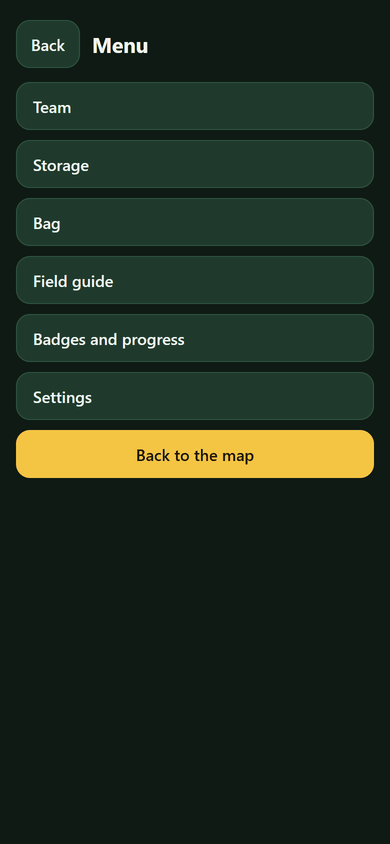 Back
Menu
Team
Storage
Bag
Field guide
Badges and progress
Settings
Back to the map